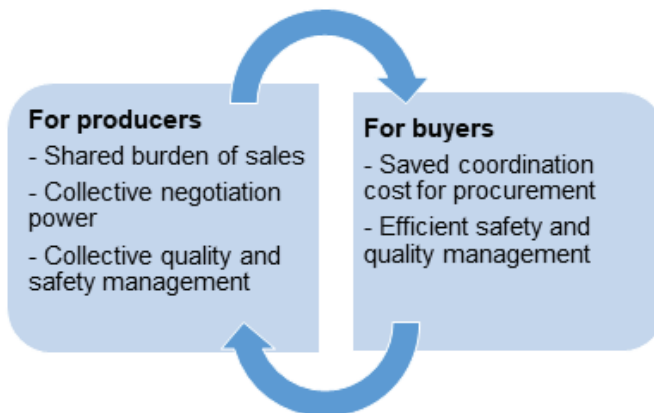 For producers
- Shared burden of sales
- Collective negotiation
power
- Collective quality and
safety management
For buyers
- Saved coordination
cost for procurement
- Efficient safety and
quality management